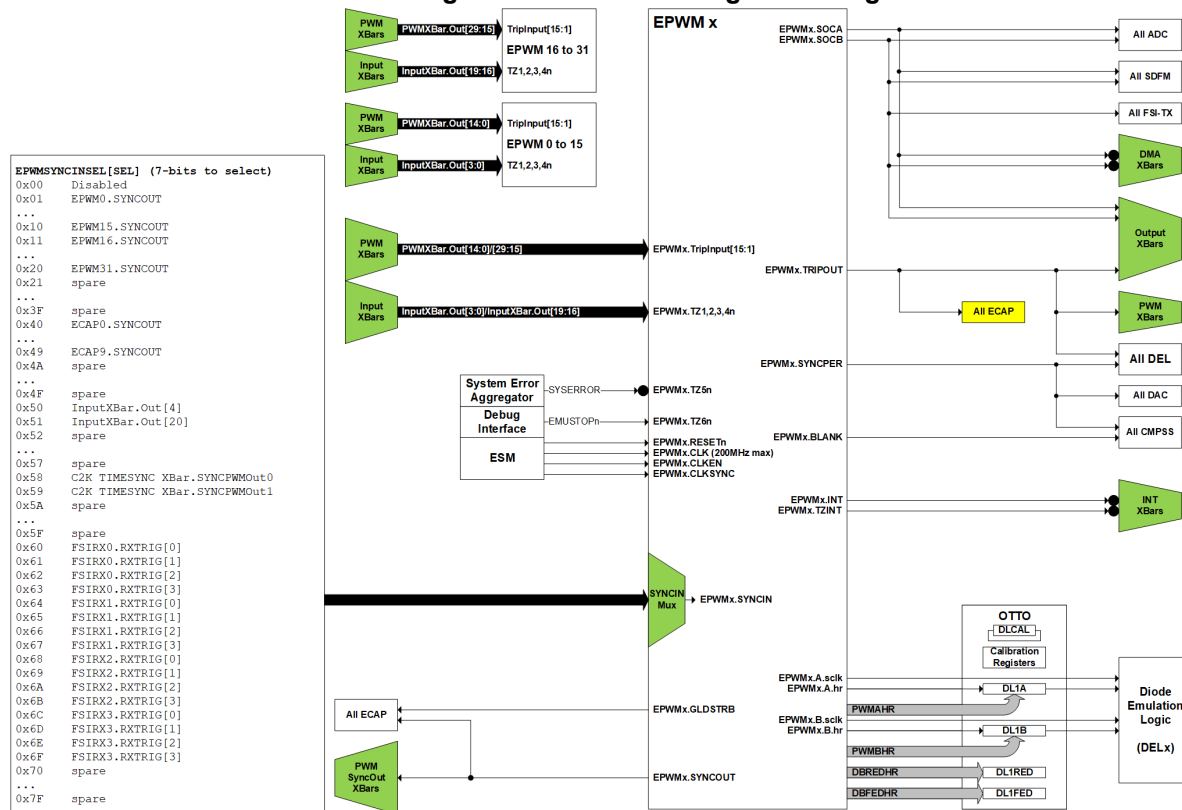 EPWMSYNCINSEL[SEL] (7-bits to select)
0x00 Disabled
0x01 EPWM0.SYNCOUT
...
0x10 EPWM15.SYNCOUT
0x11 EPWM16.SYNCOUT
...
0x20 EPWM31.SYNCOUT
0x21 spare
...
0x3F spare
0x40 ECAP0.SYNCOUT
...
0x49 ECAP9.SYNCOUT
0x4A spare
...
0x4F spare
0x50 InputXBar.Out[4]
0x51 InputXBar.Out[20]
0x52 spare
...
0x57 spare
0x58 C2K TIMESYNC XBar.SYNCPWMOut0
0x59 C2K TIMESYNC XBar.SYNCPWMOut1
0x5A spare
...
0x5F spare
0x60 FSIRX0.RXTRIG[0]
0x61 FSIRX0.RXTRIG[1]
0x62 FSIRX0.RXTRIG[2]
0x63 FSIRX0.RXTRIG[3]
0x64 FSIRX1.RXTRIG[0]
0x65 FSIRX1.RXTRIG[1]
0x66 FSIRX1.RXTRIG[2]
0x67 FSIRX1.RXTRIG[3]
0x68 FSIRX2.RXTRIG[0]
0x69 FSIRX2.RXTRIG[1]
0x6A FSIRX2.RXTRIG[2]
0x6B FSIRX2.RXTRIG[3]
0x6C FSIRX3.RXTRIG[0]
0x6D FSIRX3.RXTRIG[1]
0x6E FSIRX3.RXTRIG[2]
0x6F FSIRX3.RXTRIG[3]
0x70 spare
...
0x7F spare
PWM
XBars
PWMXBar.Out[29:15]
TripInput[15:1]
EPWM 16 to 31
Input
XBars
InputXBar.Out[19:16]
TZ1,2,3,4n
PWM
XBars
PWMXBar.Out[14:0]
TripInput[15:1]
EPWM 0 to 15
Input
XBars
InputXBar.Out[3:0]
TZ1,2,3,4n
PWM
XBars
PWMXBar.Out[14:0]/[29:15]
Input
XBars
InputXBar.Out[3:0]/InputXBar.Out[19:16]
System Error
Aggregator
SYSERROR
Debug
Interface
EMUSTOPn
ESM
All ECAP
PWM
SyncOut
XBars
EPWM x
EPWMx.TripInput[15:1]
EPWMx.TZ1,2,3,4n
EPWMx.TZ5n
EPWMx.TZ6n
EPWMx.RESETn
EPWMx.CLK (200MHz max)
EPWMx.CLKEN
EPWMx.CLKSYNC
SYNCIN
Mux
EPWMx.SYNCIN
EPWMx.GLDSTRB
EPWMx.SYNCOUT
EPWMx.SOCA
EPWMx.SOCB
EPWMx.TRIPOUT
EPWMx.SYNCPER
EPWMx.BLANK
EPWMx.INT
EPWMx.TZINT
EPWMx.A.sclk
EPWMx.A.hr
EPWMx.B.sclk
EPWMx.B.hr
PWMAHR
PWMBHR
DBREDHR
DBFEDHR
All ECAP
All ADC
All SDFM
All FSI-TX
DMA
XBars
Output
XBars
PWM
XBars
All DEL
All DAC
All CMPSS
INT
XBars
OTTO
DLCAL
Calibration
Registers
DL1A
DL1B
DL1RED
DL1FED
Diode
Emulation
Logic
(DELx)